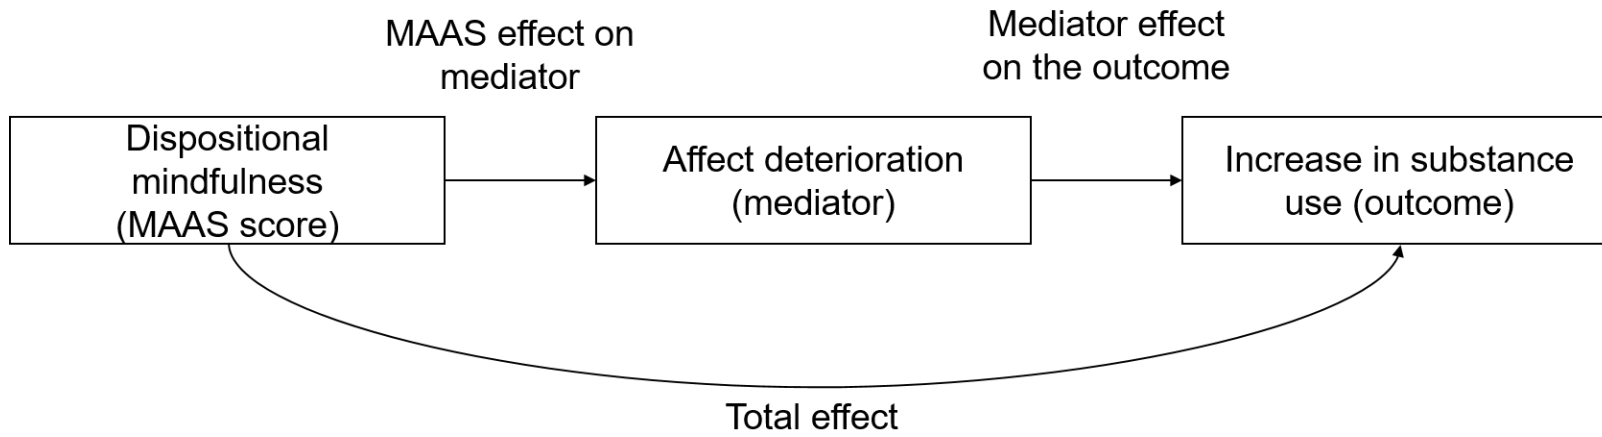 MAAS effect on
mediator
Mediator effect
on the outcome
Dispositional
mindfulness
(MAAS score)
Affect deterioration
(mediator)
Increase in substance
use (outcome)
Total effect